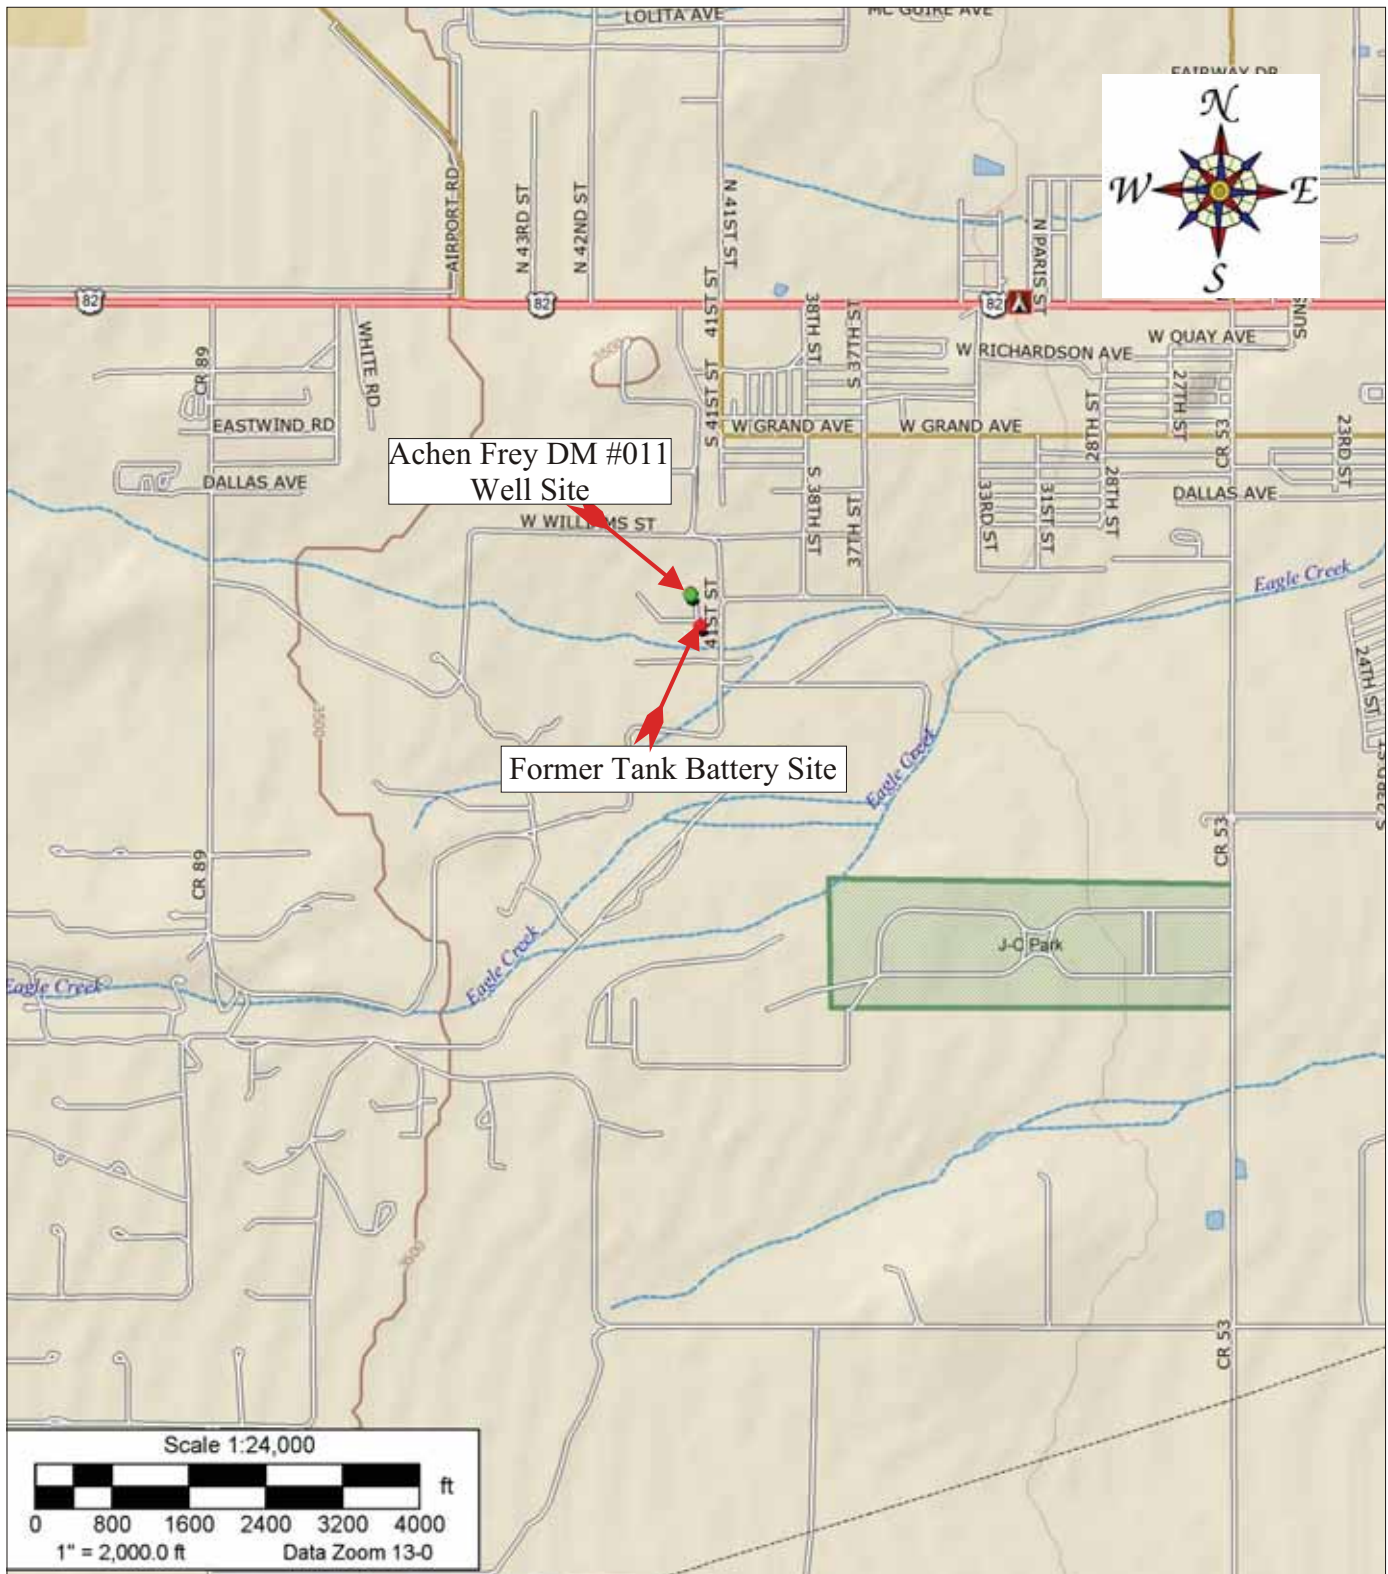 LOLITA AVE
MC GUIRE AVE
FAIRWAY DR
N
W
E
S
AIRPORT RD
N 43RD ST
N 42ND ST
N 41ST ST
N PARIS ST
82
82
82
41ST ST
38TH ST
S 37TH ST
W QUAY AVE
W RICHARDSON AVE
CR 89
WHITE RD
3500
S 41ST ST
27TH ST
28TH ST
EASTWIND RD
W GRAND AVE
W GRAND AVE
CR 53
23RD ST
Achen Frey DM #011
Well Site
DALLAS AVE
S 38TH ST
37TH ST
33RD ST
31ST ST
28TH ST
DALLAS AVE
W WILLIAMS ST
41ST ST
Eagle Creek
24TH ST
3500
S 23RD ST
Former Tank Battery Site
Eagle Creek
CR 89
CR 53
J-C Park
Eagle Creek
Eagle Creek
3500
CR 53
Scale 1:24,000
ft
0 800 1600 2400 3200 4000
1" = 2,000.0 ft Data Zoom 13-0